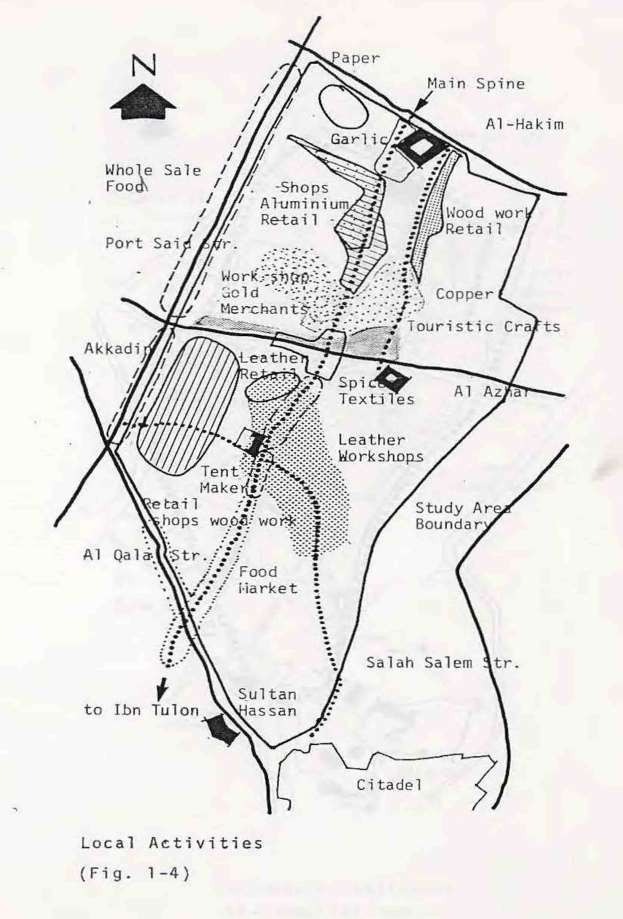 N
Paper
Main Spine
Al-Hakim
Garlic
Whole Sale
Food
Shops
Aluminium
Retail
Wood work
Retail
Port Said Str.
Work-shop
Gold
Merchants
Copper
Touristic Crafts
Akkadin
Leather
Retail
Spice
Textiles
Al Azhar
Leather
Workshops
Tent
Maker
Study Area
Boundary
Retail
shops wood work
Al Qala Str.
Food
Market
Salah Salem Str.
Sultan
Hassan
to Ibn Tulon
Citadel
Local Activities
(Fig. 1-4)